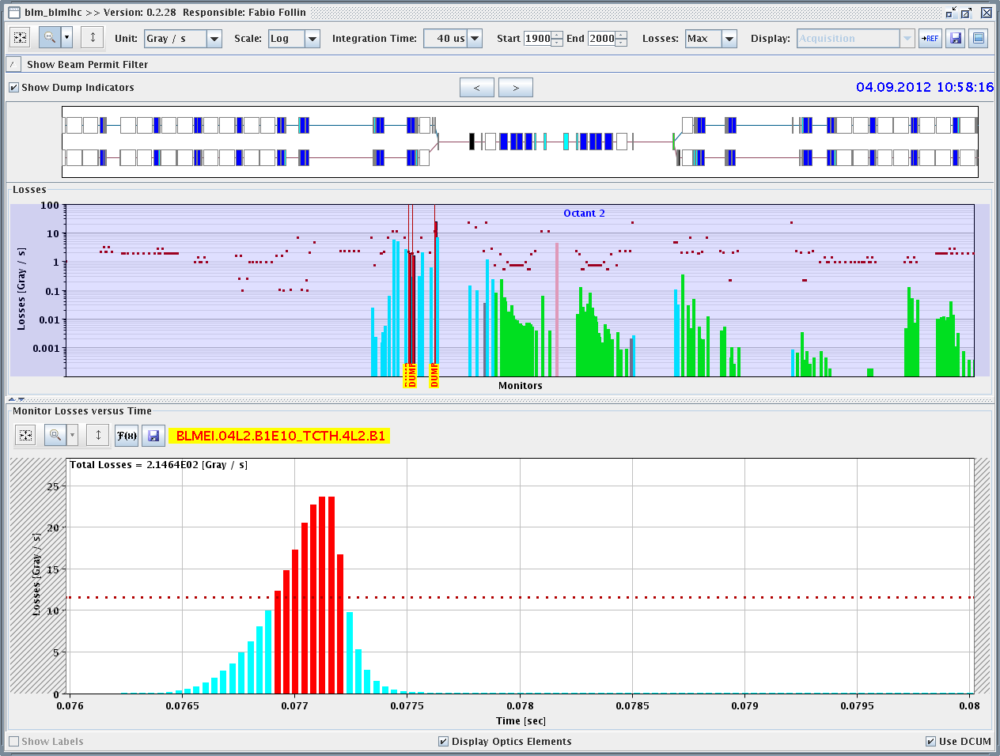 blm_blmlhc >> Version: 0.2.28 Responsible: Fabio Follin
Unit: Gray / s Scale: Log Integration Time: 40 us Start 1900 End 2000 Losses: Max Display: Acquisition →REF
Show Beam Permit Filter
Show Dump Indicators < > 04.09.2012 10:58:16
Losses
Octant 2
100
10
1
0.1
0.01
0.001
Losses [Gray / s]
DUMP DUMP
Monitors
Monitor Losses versus Time
F(x) BLMEI.04L2.B1E10_TCTH.4L2.B1
Total Losses = 2.1464E02 [Gray / s]
25
20
15
10
5
0
Losses [Gray / s]
0.076 0.0765 0.077 0.0775 0.078 0.0785 0.079 0.0795 0.08
Time [sec]
Show Labels Display Optics Elements Use DCUM